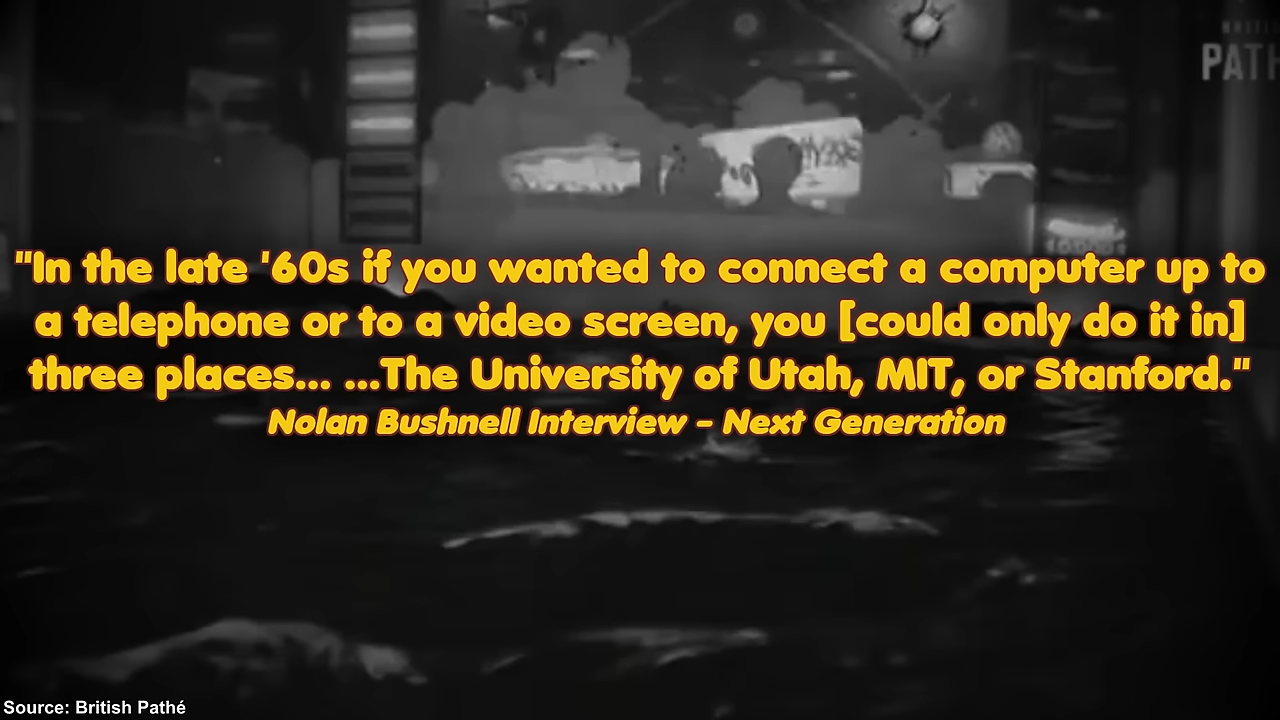 PATH
"In the late '60s if you wanted to connect a computer up to
a telephone or to a video screen, you [could only do it in]
three places... ...The University of Utah, MIT, or Stanford."
Nolan Bushnell Interview - Next Generation
Source: British Pathé